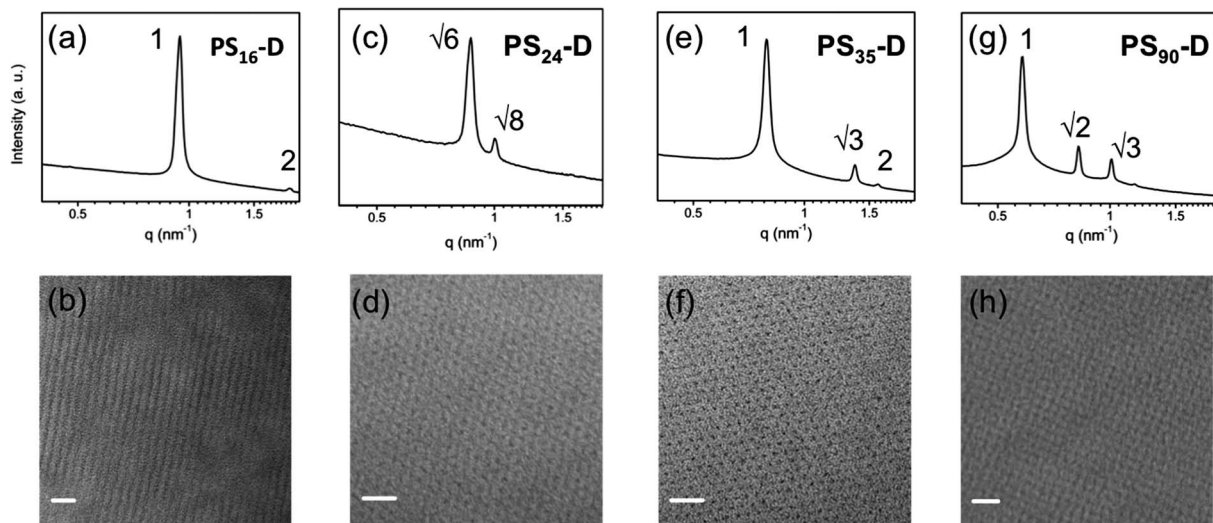 (a) 1 PS₁₆-D
2
Intensity (a. u.)
0.5 1 1.5
q (nm⁻¹)
(c) √6 PS₂₄-D
√8
0.5 1 1.5
q (nm⁻¹)
(e) 1 PS₃₅-D
√3 2
0.5 1 1.5
q (nm⁻¹)
(g) 1 PS₉₀-D
√2 √3
0.5 1 1.5
q (nm⁻¹)
(b)
(d)
(f)
(h)